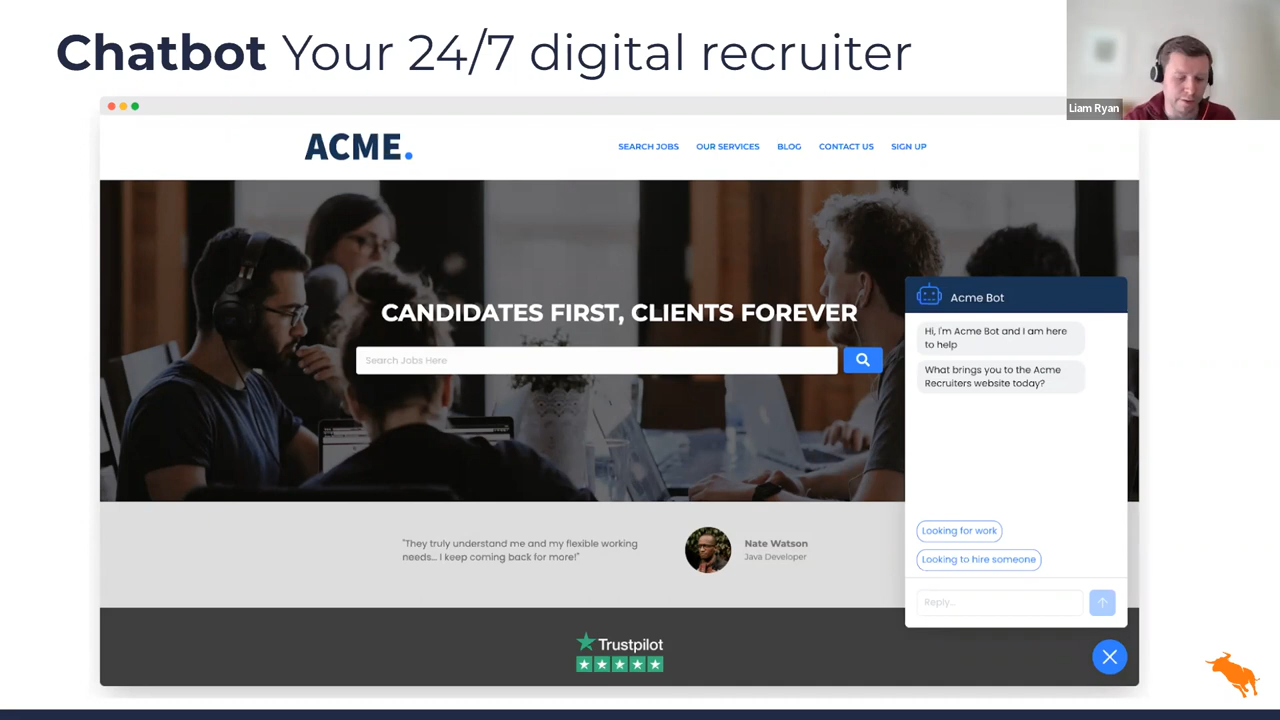 Chatbot Your 24/7 digital recruiter
Liam Ryan
ACME.
SEARCH JOBS
OUR SERVICES
BLOG
CONTACT US
SIGN UP
CANDIDATES FIRST, CLIENTS FOREVER
Search Jobs Here
Acme Bot
Hi, I'm Acme Bot and I am here
to help
What brings you to the Acme
Recruiters website today?
Looking for work
Looking to hire someone
Reply...
"They truly understand me and my flexible working
needs... I keep coming back for more!"
Nate Watson
Java Developer
Trustpilot